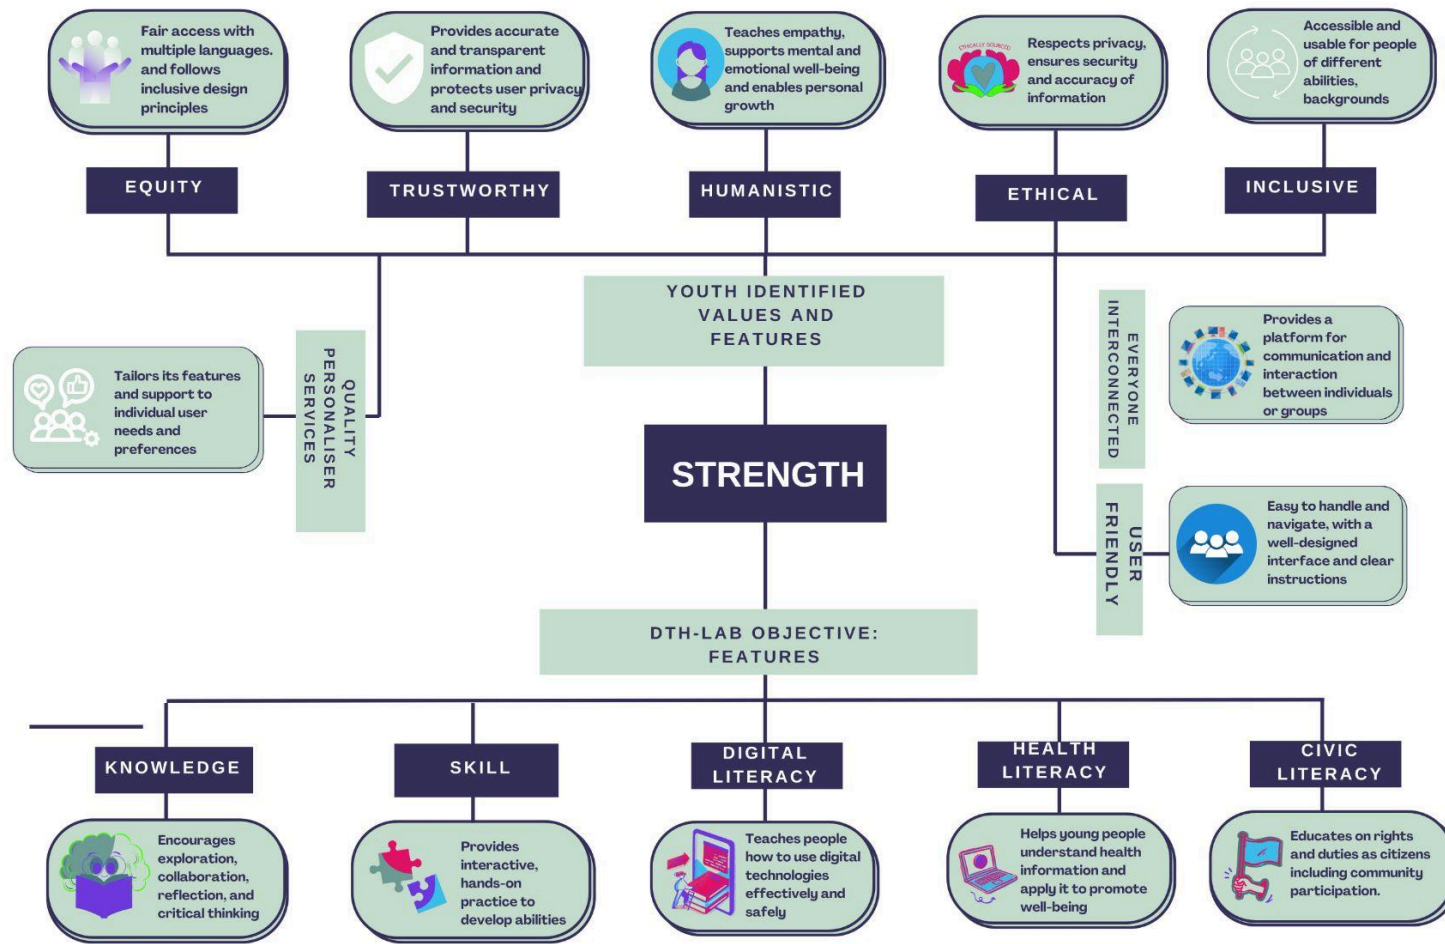 Fair access with
multiple languages.
and follows
inclusive design
principles
Provides accurate
and transparent
information and
protects user privacy
and security
Teaches empathy,
supports mental and
emotional well-being
and enables personal
growth
ETHICALLY SOURCED
Respects privacy,
ensures security
and accuracy of
information
Accessible and
usable for people
of different
abilities,
backgrounds
EQUITY
TRUSTWORTHY
HUMANISTIC
ETHICAL
INCLUSIVE
YOUTH IDENTIFIED
VALUES AND
FEATURES
Tailors its features
and support to
individual user
needs and
preferences
QUALITY
PERSONALISER
SERVICES
EVERYONE
INTERCONNECTED
Provides a
platform for
communication and
interaction
between individuals
or groups
STRENGTH
USER
FRIENDLY
Easy to handle and
navigate, with a
well-designed
interface and clear
instructions
DTH-LAB OBJECTIVE:
FEATURES
KNOWLEDGE
SKILL
DIGITAL
LITERACY
HEALTH
LITERACY
CIVIC
LITERACY
Encourages
exploration,
collaboration,
reflection, and
critical thinking
Provides
interactive,
hands-on
practice to
develop abilities
Teaches people
how to use digital
technologies
effectively and
safely
Helps young people
understand health
information and
apply it to promote
well-being
Educates on rights
and duties as citizens
including community
participation.